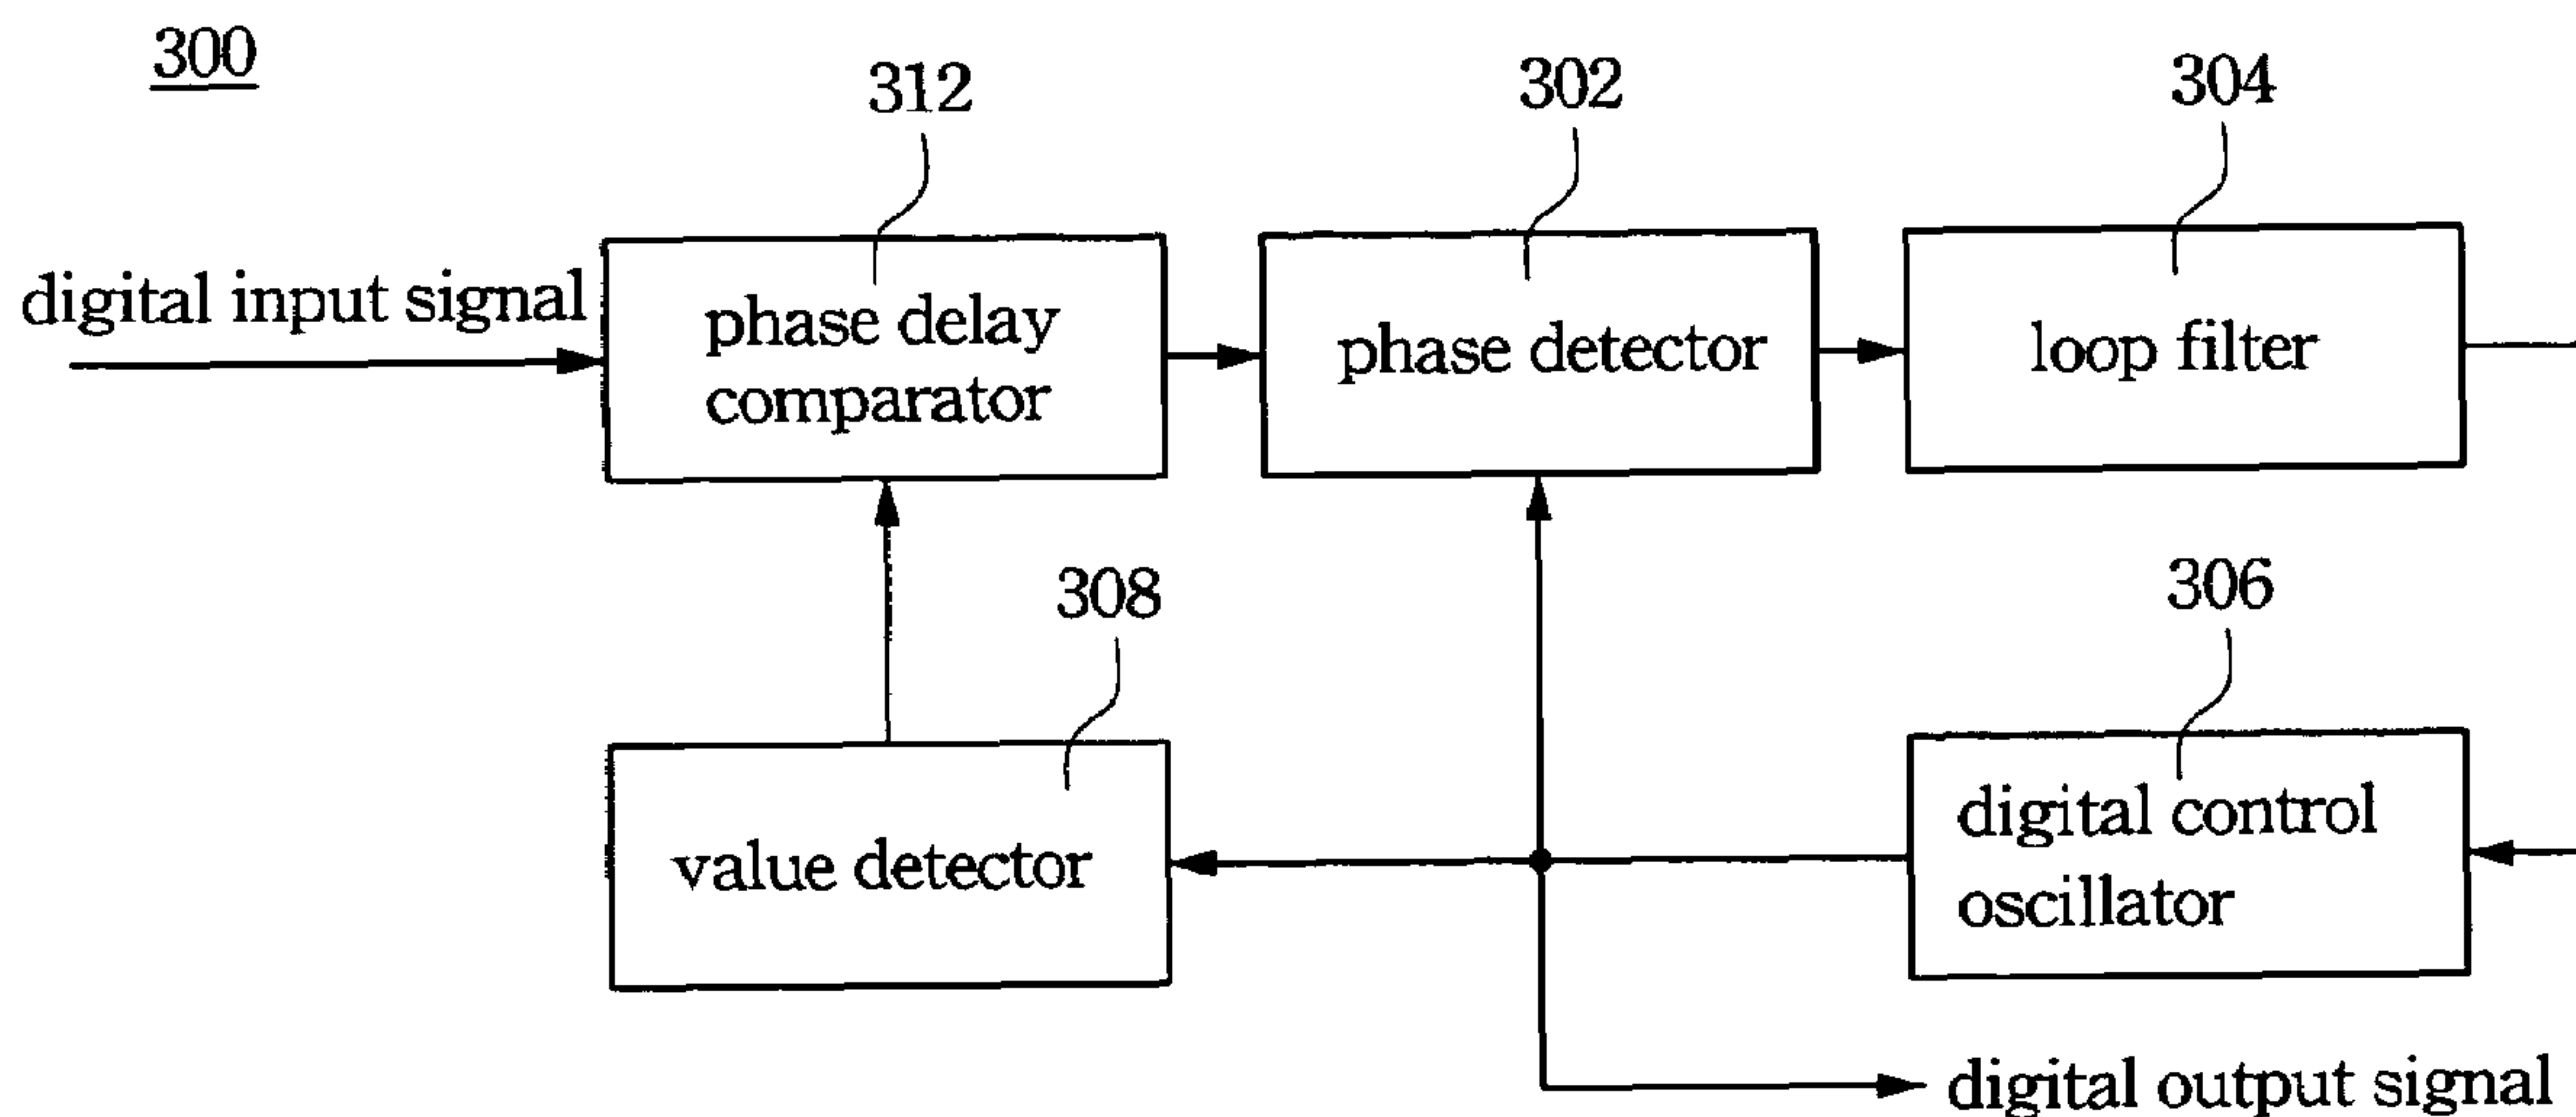 300
312
302
304
digital input signal
phase delay
comparator
phase detector
loop filter
308
306
value detector
digital control
oscillator
digital output signal